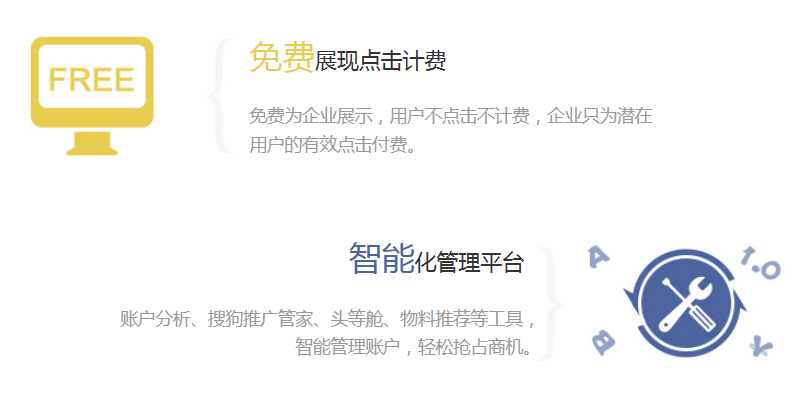 FREE
免费展现点击计费
免费为企业展示，用户不点击不计费，企业只为潜在
用户的有效点击付费。
智能化管理平台
账户分析、搜狗推广管家、头等舱、物料推荐等工具，
智能管理账户，轻松抢占商机。
A
1.0
B